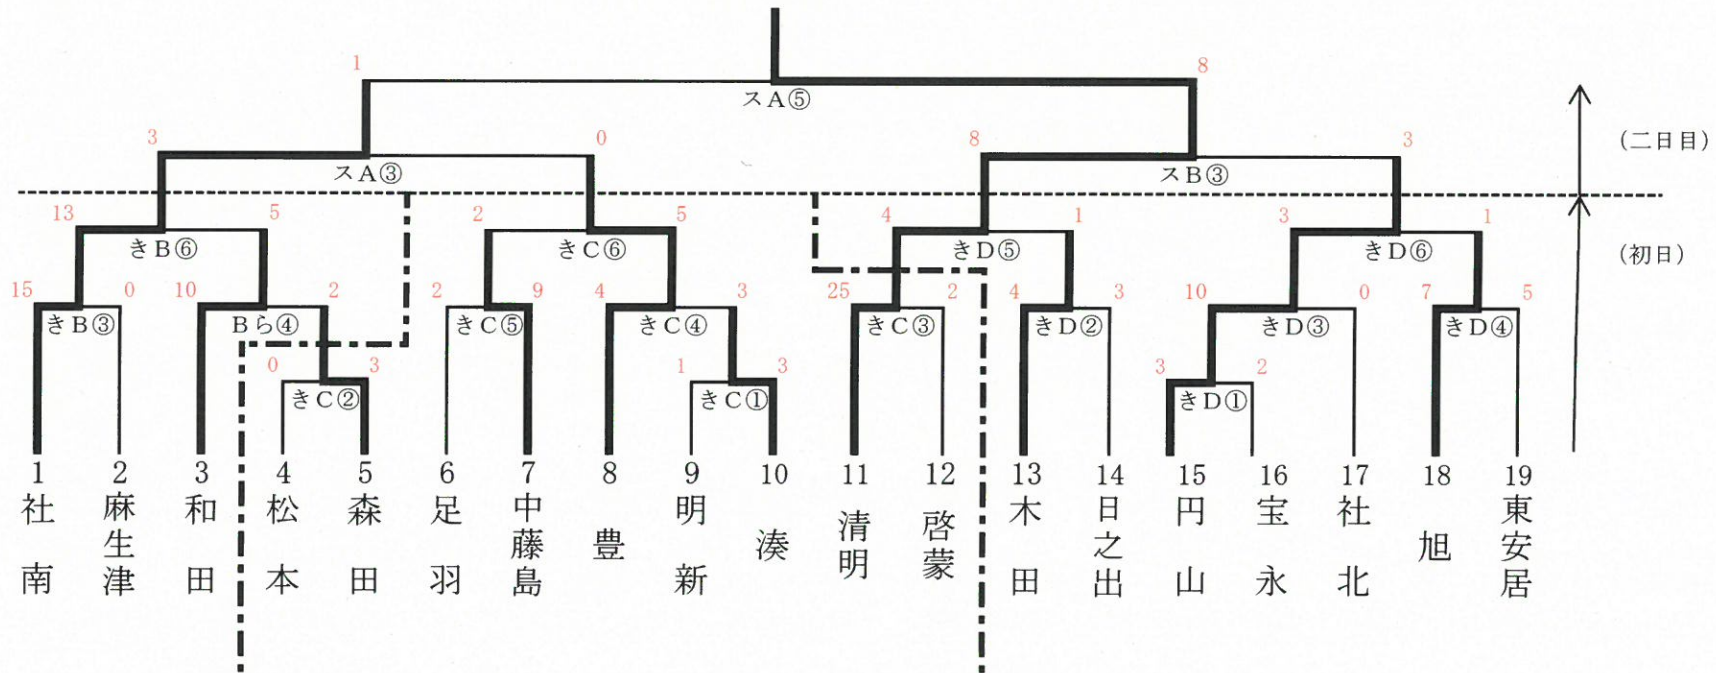 1 8
スA⑤
3 0 8 3
スA③ スB③
(二日目)
13 5 2 5 4 1 3 1
きB⑥ きC⑥ きD⑤ きD⑥
(初日)
15 0 10 2 2 9 4 3 25 2 4 3 10 0 7 5
きB③ Bら④ きC⑤ きC④ きC③ きD② きD③ きD④
0 3 1 3 3 2
きC② きC① きD①
1 2 3 4 5 6 7 8 9 10 11 12 13 14 15 16 17 18 19
社南
麻生津
和田
松本
森田
足羽
中藤島
豊
明新
湊
清明
啓蒙
木田
日之出
円山
宝永
社北
旭
東安居